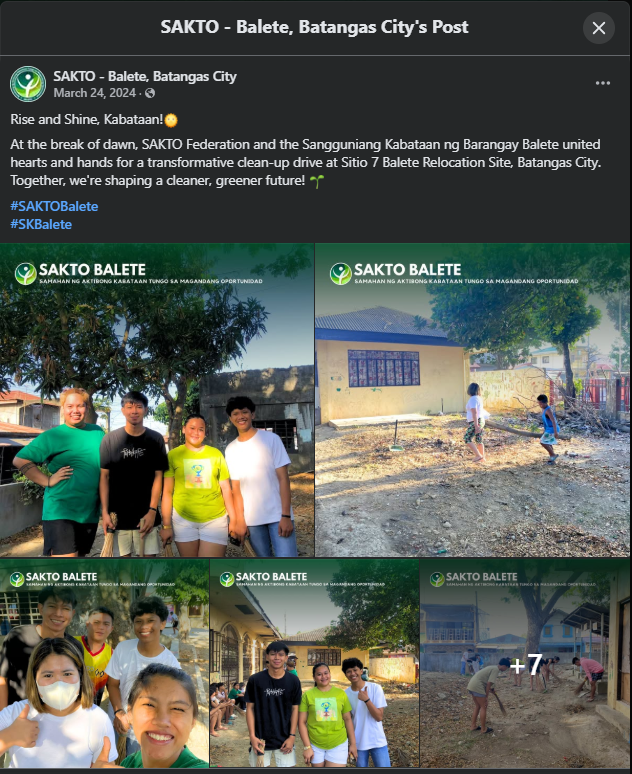 SAKTO - Balete, Batangas City's Post
SAKTO - Balete, Batangas City
March 24, 2024 ·
Rise and Shine, Kabataan!
At the break of dawn, SAKTO Federation and the Sangguniang Kabataan ng Barangay Balete united
hearts and hands for a transformative clean-up drive at Sitio 7 Balete Relocation Site, Batangas City.
Together, we're shaping a cleaner, greener future!
#SAKTOBalete
#SKBalete
SAKTO BALETE
SAMAHAN NG AKTIBONG KABATAAN TUNGO SA MAGANDANG OPORTUNIDAD
SAKTO BALETE
SAMAHAN NG AKTIBONG KABATAAN TUNGO SA MAGANDANG OPORTUNIDAD
SAKTO BALETE
SAMAHAN NG AKTIBONG KABATAAN TUNGO SA MAGANDANG OPORTUNIDAD
SAKTO BALETE
SAMAHAN NG AKTIBONG KABATAAN TUNGO SA MAGANDANG OPORTUNIDAD
SAKTO BALETE
SAMAHAN NG AKTIBONG KABATAAN TUNGO SA MAGANDANG OPORTUNIDAD
+7